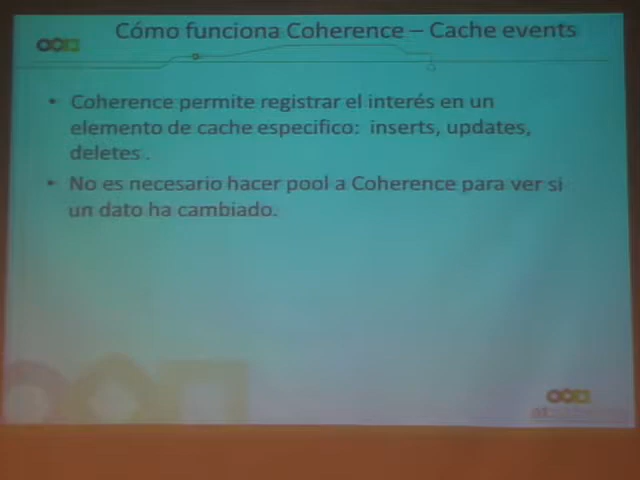 Cómo funciona Coherence – Cache events
• Coherence permite registrar el interés en un
elemento de cache especifico: inserts, updates,
deletes .
• No es necesario hacer pool a Coherence para ver si
un dato ha cambiado.